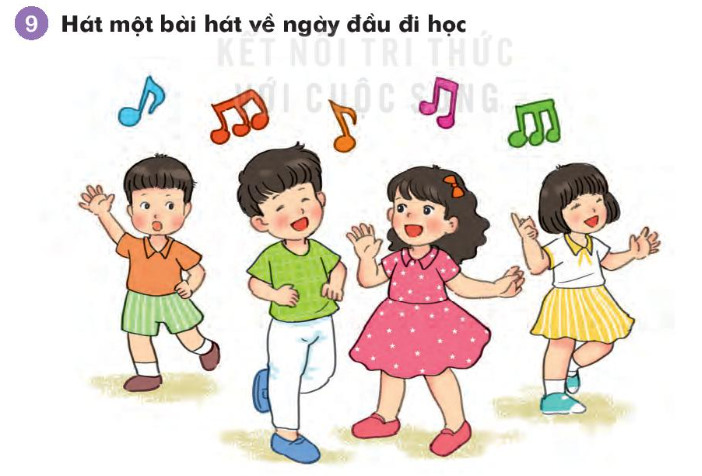 9 Hát một bài hát về ngày đầu đi học
KẾT NỐI TRI THỨC
VỚI CUỘC SỐNG